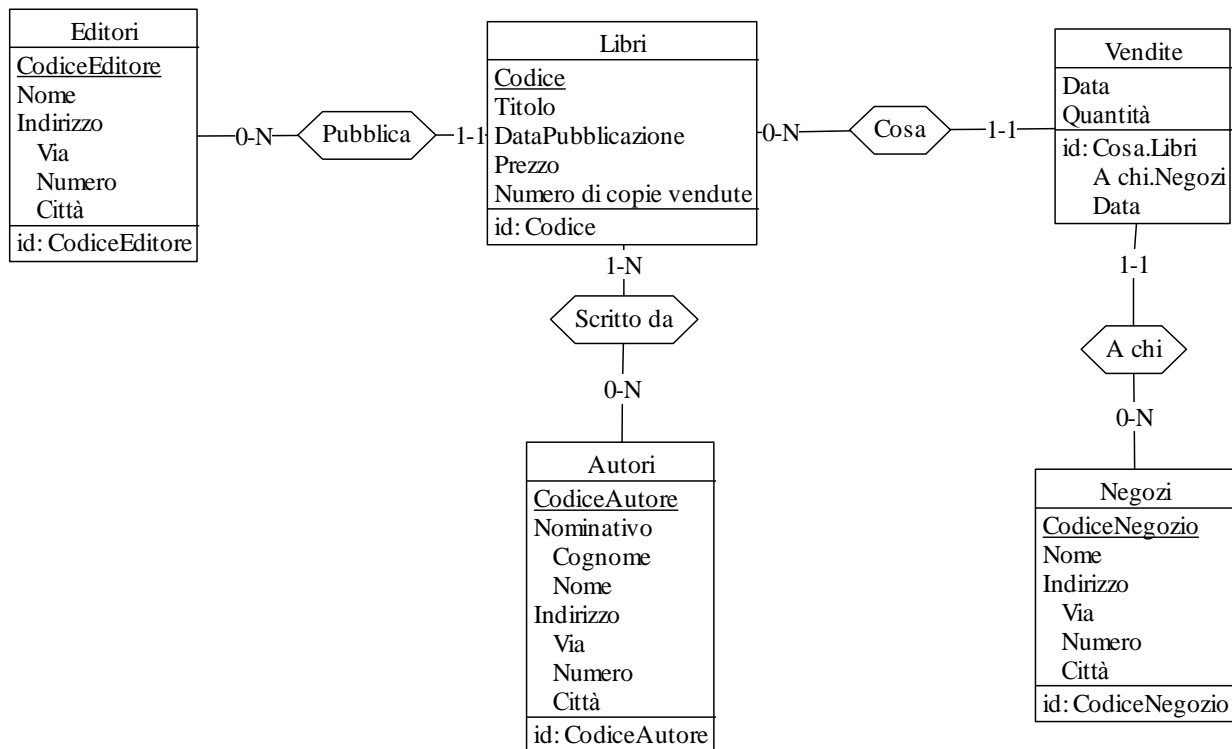 Editori
CodiceEditore
Nome
Indirizzo
Via
Numero
Città
id: CodiceEditore
0-N
Pubblica
1-1
Libri
Codice
Titolo
DataPubblicazione
Prezzo
Numero di copie vendute
id: Codice
0-N
Cosa
1-1
Vendite
Data
Quantità
id: Cosa.Libri
A chi.Negozi
Data
1-N
Scritto da
0-N
Autori
CodiceAutore
Nominativo
Cognome
Nome
Indirizzo
Via
Numero
Città
id: CodiceAutore
1-1
A chi
0-N
Negozi
CodiceNegozio
Nome
Indirizzo
Via
Numero
Città
id: CodiceNegozio